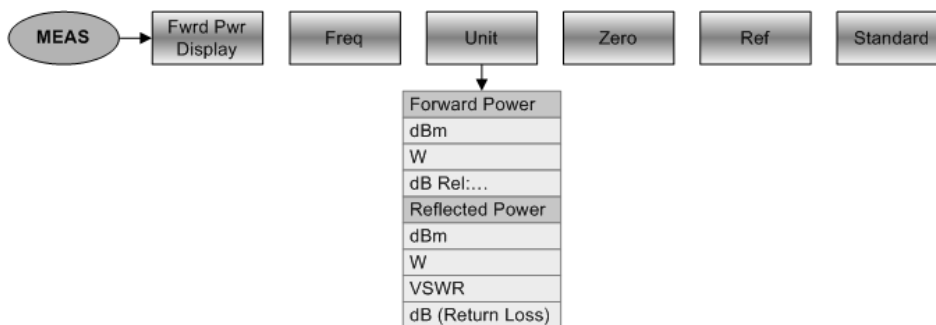 MEAS
Fwrd Pwr
Display
Freq
Unit
Zero
Ref
Standard
Forward Power
dBm
W
dB Rel:...
Reflected Power
dBm
W
VSWR
dB (Return Loss)